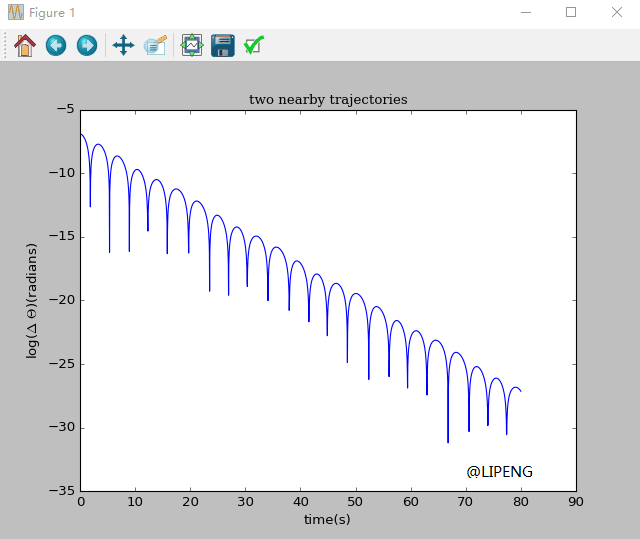 Figure 1
two nearby trajectories
log(Δ Θ)(radians)
−5
−10
−15
−20
−25
−30
−35
@LIPENG
0 10 20 30 40 50 60 70 80 90
time(s)